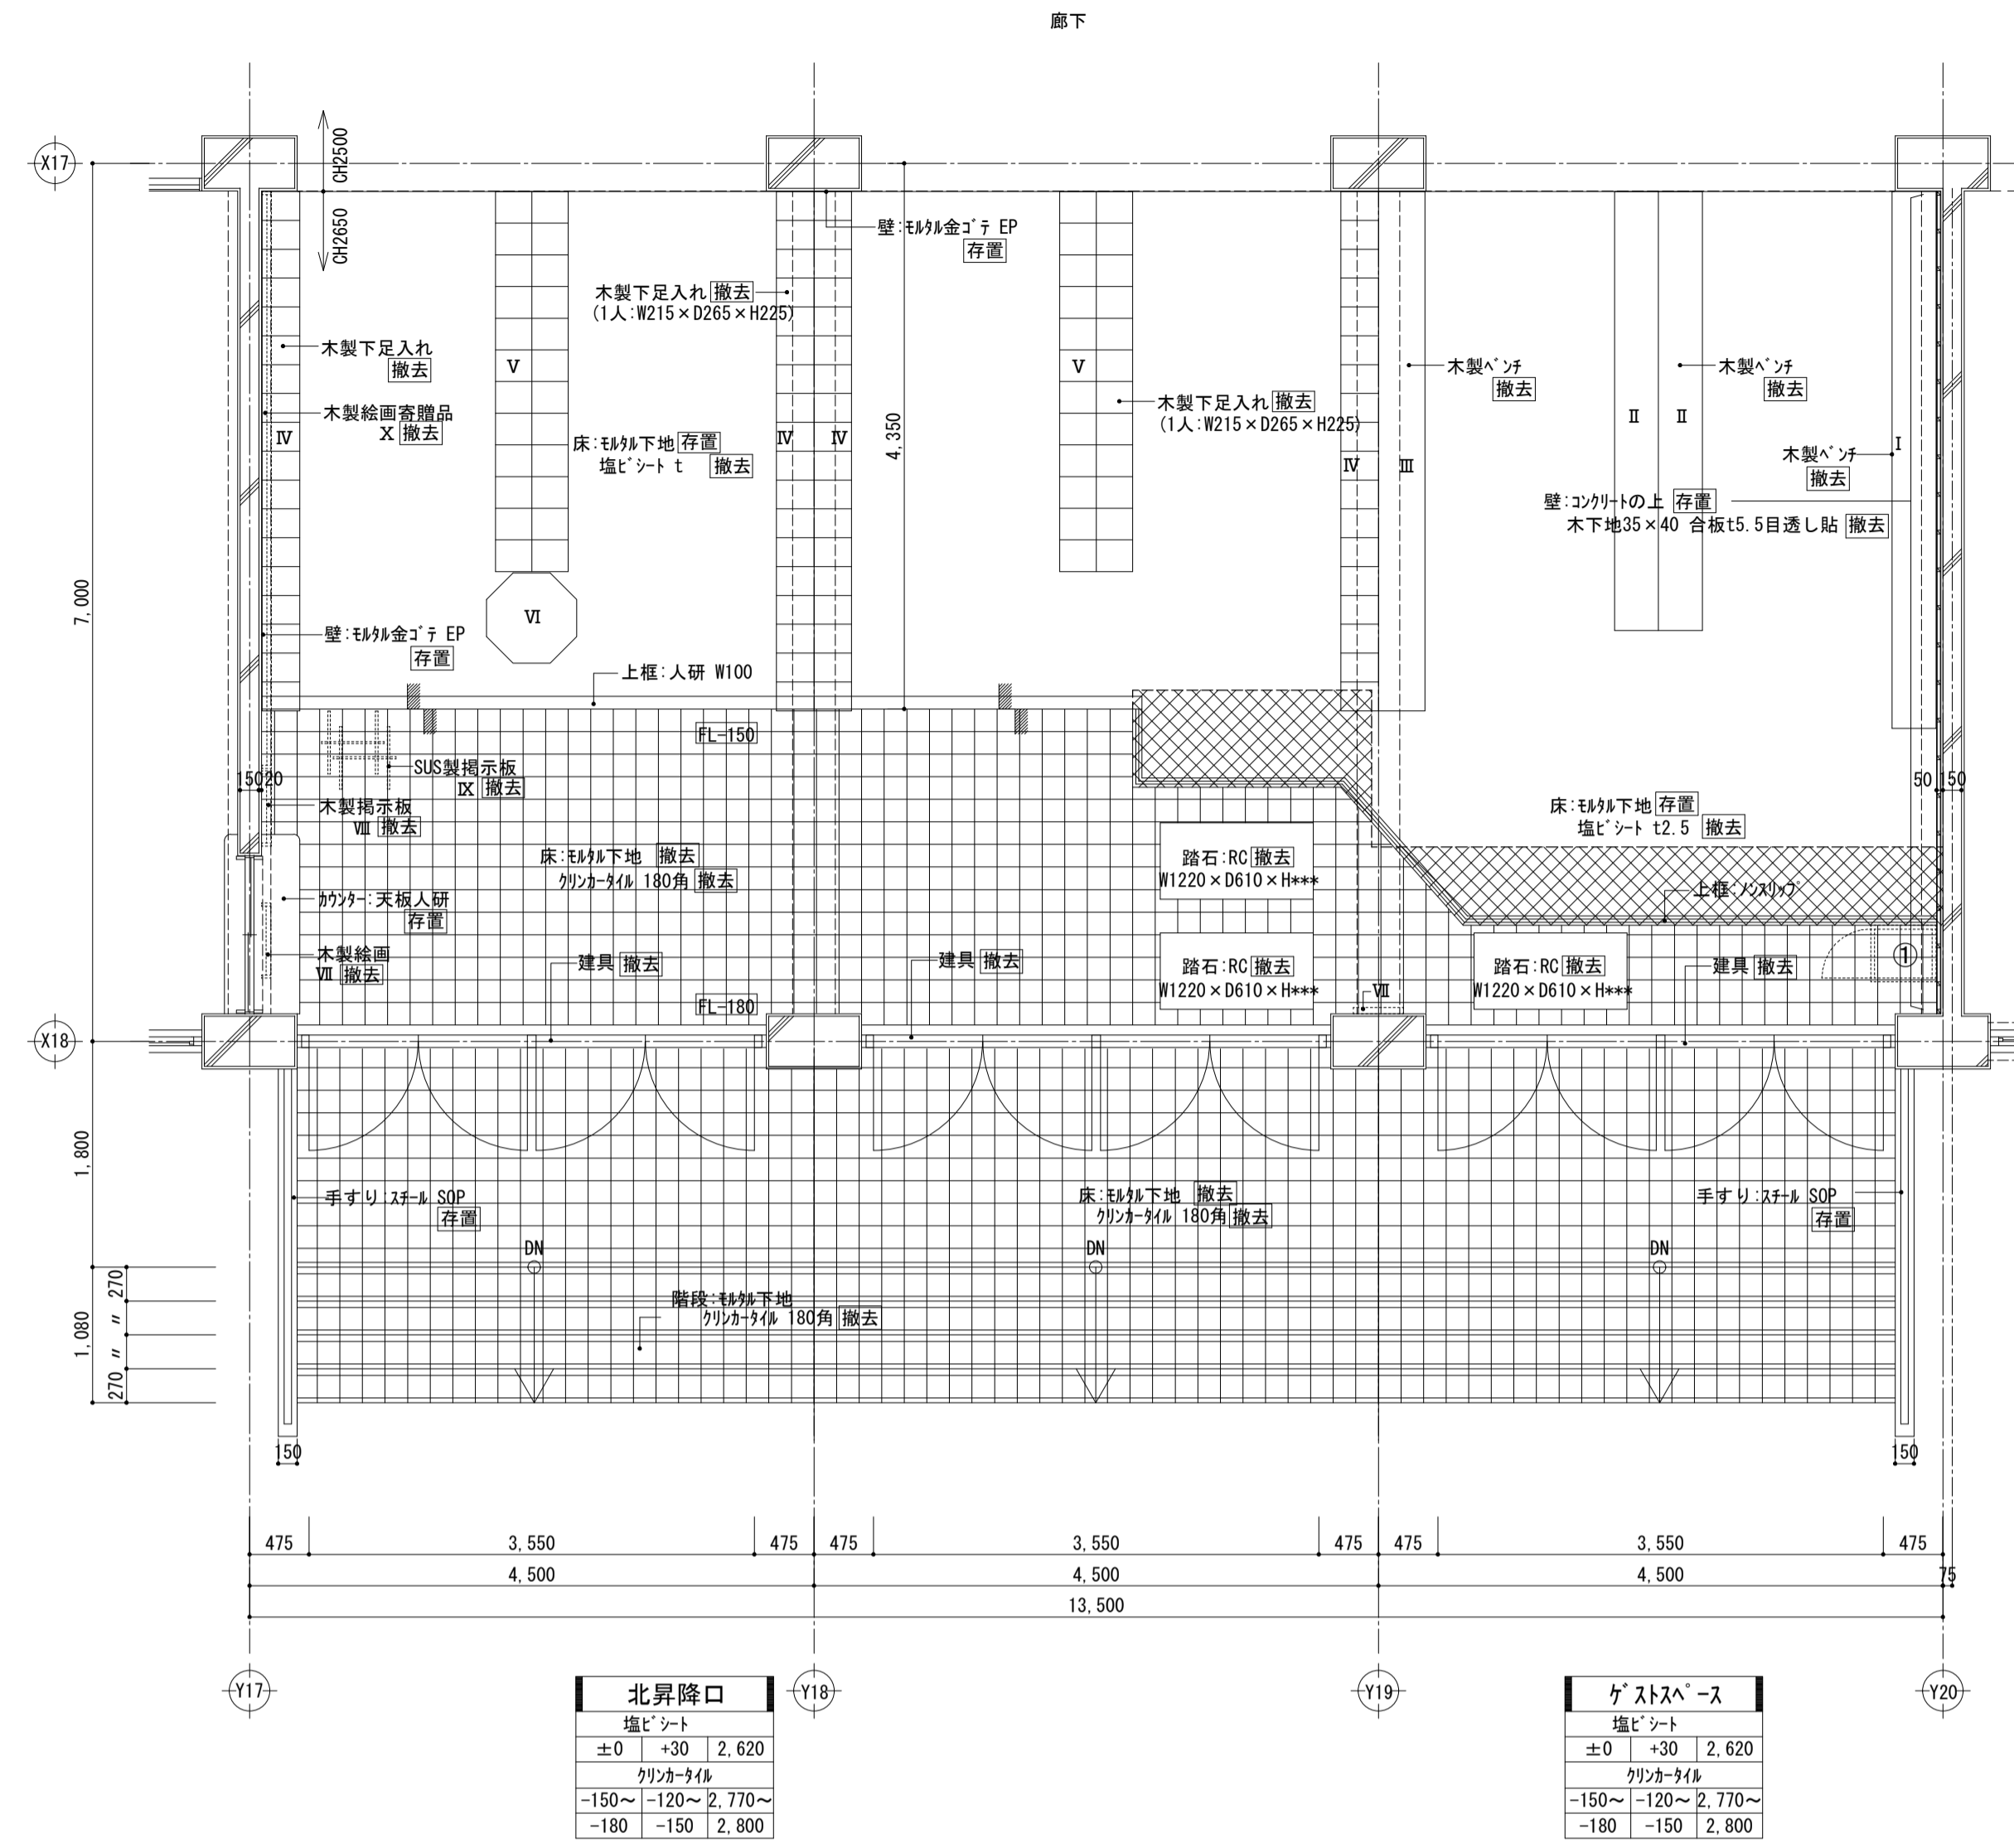 廊下
X17
CH2500
CH2650
壁:ﾓﾙﾀﾙ金ｺﾞﾃ EP
存置
木製下足入れ 撤去
(1人:W215×D265×H225)
木製下足入れ
撤去
木製絵画寄贈品
Ⅹ 撤去
Ⅳ
Ⅴ
床:ﾓﾙﾀﾙ下地 存置
塩ﾋﾞｼｰﾄ t 撤去
Ⅳ
Ⅳ
4,350
Ⅴ
木製下足入れ 撤去
(1人:W215×D265×H225)
Ⅳ
Ⅲ
木製ﾍﾞﾝﾁ
撤去
Ⅱ
Ⅱ
木製ﾍﾞﾝﾁ
撤去
Ⅰ
木製ﾍﾞﾝﾁ
撤去
壁:ｺﾝｸﾘｰﾄの上 存置
木下地35×40 合板t5.5目透し貼 撤去
7,000
Ⅵ
壁:ﾓﾙﾀﾙ金ｺﾞﾃ EP
存置
上框:人研 W100
FL-150
SUS製掲示板
Ⅸ 撤去
15020
木製掲示板
Ⅷ 撤去
50 150
床:ﾓﾙﾀﾙ下地 存置
塩ﾋﾞｼｰﾄ t2.5 撤去
床:ﾓﾙﾀﾙ下地 撤去
ｸﾘﾝｶｰﾀｲﾙ 180角 撤去
踏石:RC 撤去
W1220×D610×H***
上框:ﾉﾝｽﾘｯﾌﾟ
ｶｳﾝﾀｰ:天板人研
存置
木製絵画
Ⅶ 撤去
建具 撤去
建具 撤去
踏石:RC 撤去
W1220×D610×H***
Ⅶ
踏石:RC 撤去
W1220×D610×H***
建具 撤去
①
FL-180
X18
1,800
手すり:ｽﾁｰﾙ SOP
存置
床:ﾓﾙﾀﾙ下地 撤去
ｸﾘﾝｶｰﾀｲﾙ 180角 撤去
手すり:ｽﾁｰﾙ SOP
存置
DN
DN
DN
1,080
270
〃
〃
270
階段:ﾓﾙﾀﾙ下地
ｸﾘﾝｶｰﾀｲﾙ 180角 撤去
150
150
475 3,550 475 475 3,550 475 475 3,550 475
4,500 4,500 4,500 75
13,500
Y17
Y18
Y19
Y20
北昇降口
塩ﾋﾞｼｰﾄ
±0 +30 2,620
ｸﾘﾝｶｰﾀｲﾙ
-150～ -120～ 2,770～
-180 -150 2,800
ｹﾞｽﾄｽﾍﾟｰｽ
塩ﾋﾞｼｰﾄ
±0 +30 2,620
ｸﾘﾝｶｰﾀｲﾙ
-150～ -120～ 2,770～
-180 -150 2,800